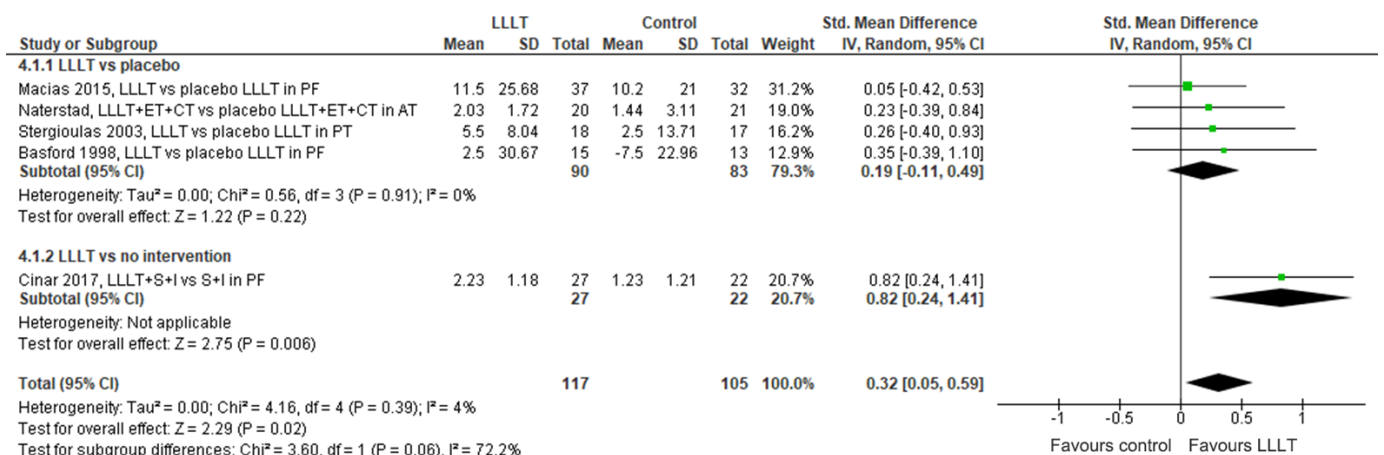 LLLT Control Std. Mean Difference Std. Mean Difference
Study or Subgroup Mean SD Total Mean SD Total Weight IV, Random, 95% CI IV, Random, 95% CI
4.1.1 LLLT vs placebo
Macias 2015, LLLT vs placebo LLLT in PF 11.5 25.68 37 10.2 21 32 31.2% 0.05 [-0.42, 0.53]
Naterstad, LLLT+ET+CT vs placebo LLLT+ET+CT in AT 2.03 1.72 20 1.44 3.11 21 19.0% 0.23 [-0.39, 0.84]
Stergioulas 2003, LLLT vs placebo LLLT in PT 5.5 8.04 18 2.5 13.71 17 16.2% 0.26 [-0.40, 0.93]
Basford 1998, LLLT vs placebo LLLT in PF 2.5 30.67 15 -7.5 22.96 13 12.9% 0.35 [-0.39, 1.10]
Subtotal (95% CI) 90 83 79.3% 0.19 [-0.11, 0.49]
Heterogeneity: Tau² = 0.00; Chi² = 0.56, df = 3 (P = 0.91); I² = 0%
Test for overall effect: Z = 1.22 (P = 0.22)
4.1.2 LLLT vs no intervention
Cinar 2017, LLLT+S+I vs S+I in PF 2.23 1.18 27 1.23 1.21 22 20.7% 0.82 [0.24, 1.41]
Subtotal (95% CI) 27 22 20.7% 0.82 [0.24, 1.41]
Heterogeneity: Not applicable
Test for overall effect: Z = 2.75 (P = 0.006)
Total (95% CI) 117 105 100.0% 0.32 [0.05, 0.59]
Heterogeneity: Tau² = 0.00; Chi² = 4.16, df = 4 (P = 0.39); I² = 4%
Test for overall effect: Z = 2.29 (P = 0.02)
Test for subgroup differences: Chi² = 3.60, df = 1 (P = 0.06), I² = 72.2%
-1 -0.5 0 0.5 1
Favours control Favours LLLT